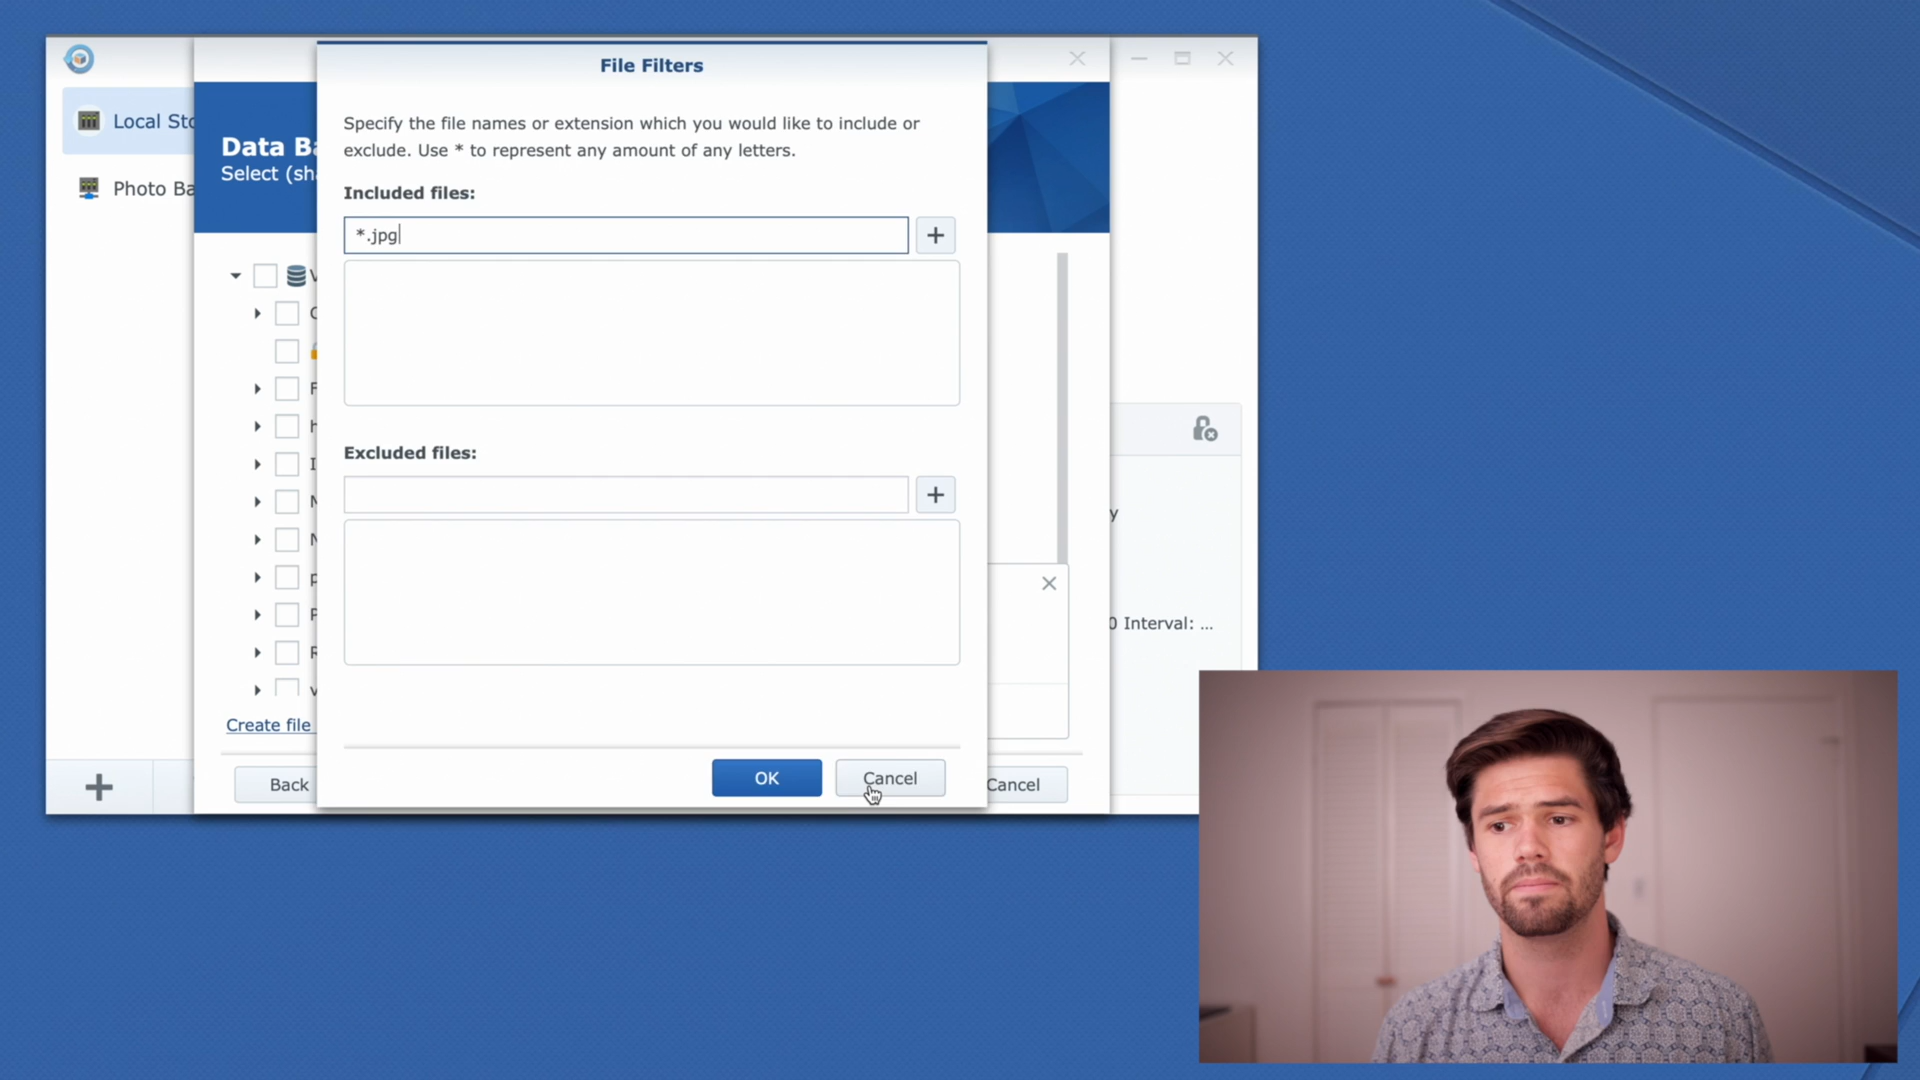 File Filters
Specify the file names or extension which you would like to include or
exclude. Use * to represent any amount of any letters.
Included files:
*.jpg
+
Excluded files:
+
OK
Cancel
Local Sto
Photo Ba
Data Ba
Select (sh
Create file
Back
Cancel
y
0 Interval: ...